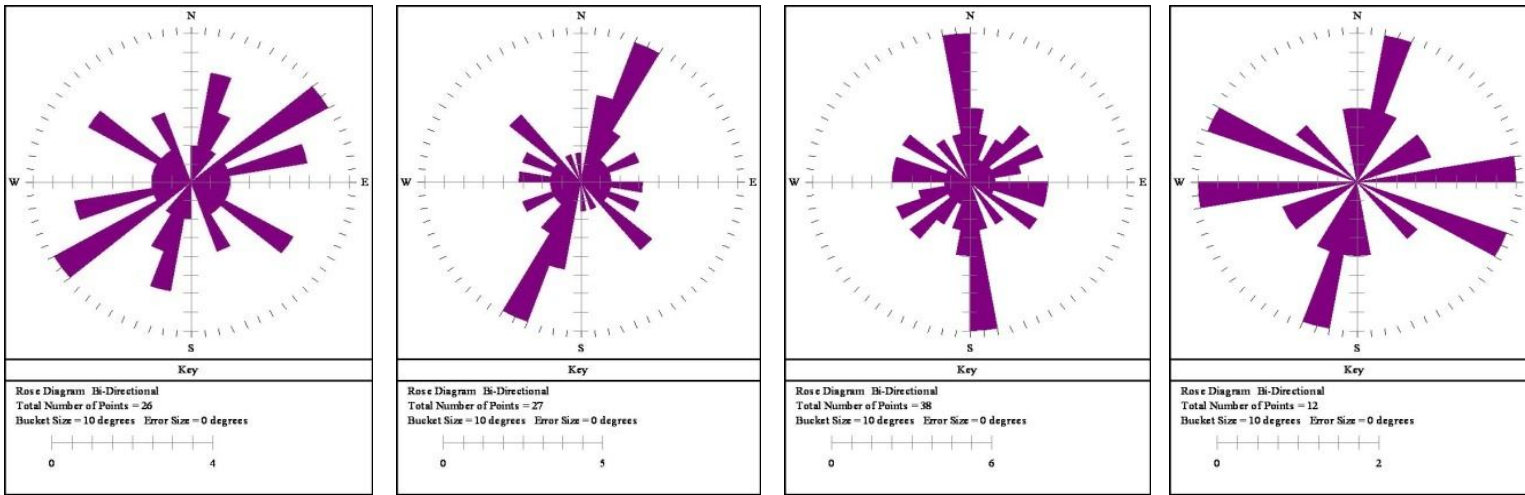 N
W
E
S
Key
Rose Diagram Bi-Directional
Total Number of Points = 26
Bucket Size = 10 degrees Error Size = 0 degrees
0 4
N
W
E
S
Key
Rose Diagram Bi-Directional
Total Number of Points = 27
Bucket Size = 10 degrees Error Size = 0 degrees
0 5
N
W
E
S
Key
Rose Diagram Bi-Directional
Total Number of Points = 38
Bucket Size = 10 degrees Error Size = 0 degrees
0 6
N
W
E
S
Key
Rose Diagram Bi-Directional
Total Number of Points = 12
Bucket Size = 10 degrees Error Size = 0 degrees
0 2